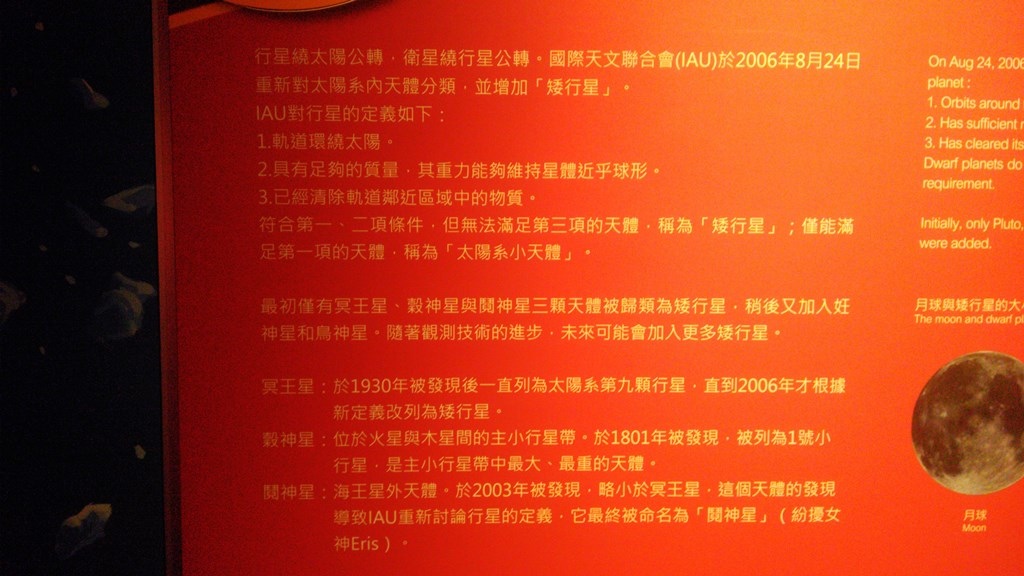 行星繞太陽公轉，衛星繞行星公轉。國際天文聯合會(IAU)於2006年8月24日
重新對太陽系內天體分類，並增加「矮行星」。
IAU對行星的定義如下：
1.軌道環繞太陽。
2.具有足夠的質量，其重力能夠維持星體近乎球形。
3.已經清除軌道鄰近區域中的物質。
符合第一、二項條件，但無法滿足第三項的天體，稱為「矮行星」；僅能滿
足第一項的天體，稱為「太陽系小天體」。
最初僅有冥王星、穀神星與鬩神星三顆天體被歸類為矮行星，稍後又加入妊
神星和鳥神星。隨著觀測技術的進步，未來可能會加入更多矮行星。
冥王星：於1930年被發現後一直列為太陽系第九顆行星，直到2006年才根據
新定義改列為矮行星。
穀神星：位於火星與木星間的主小行星帶。於1801年被發現，被列為1號小
行星，是主小行星帶中最大、最重的天體。
鬩神星：海王星外天體。於2003年被發現，略小於冥王星，這個天體的發現
導致IAU重新討論行星的定義，它最終被命名為「鬩神星」（紛擾女
神Eris）。
On Aug 24, 2006
planet :
1. Orbits around
2. Has sufficient
3. Has cleared its
Dwarf planets do
requirement.
Initially, only Pluto,
were added.
月球與矮行星的大
The moon and dwarf
月球
Moon